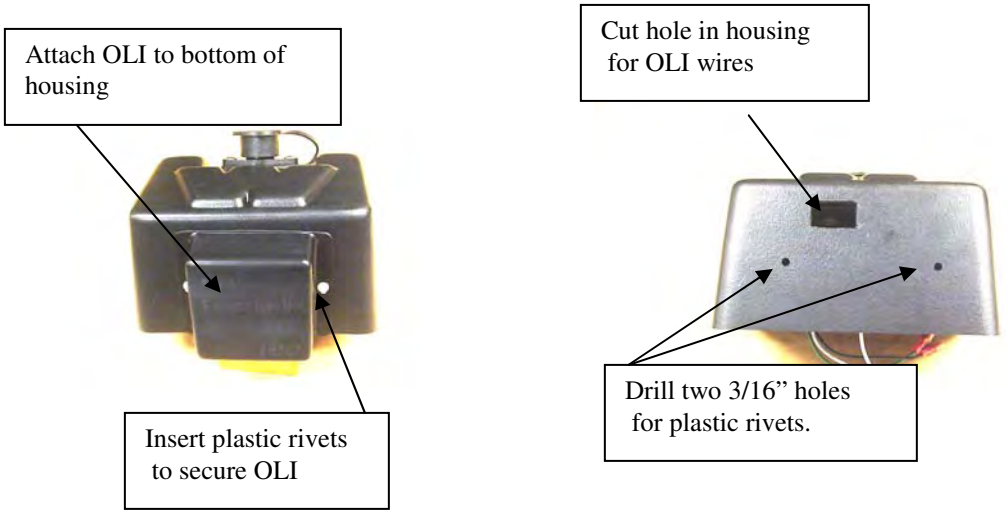 Attach OLI to bottom of
housing
Insert plastic rivets
to secure OLI
Cut hole in housing
for OLI wires
Drill two 3/16” holes
for plastic rivets.